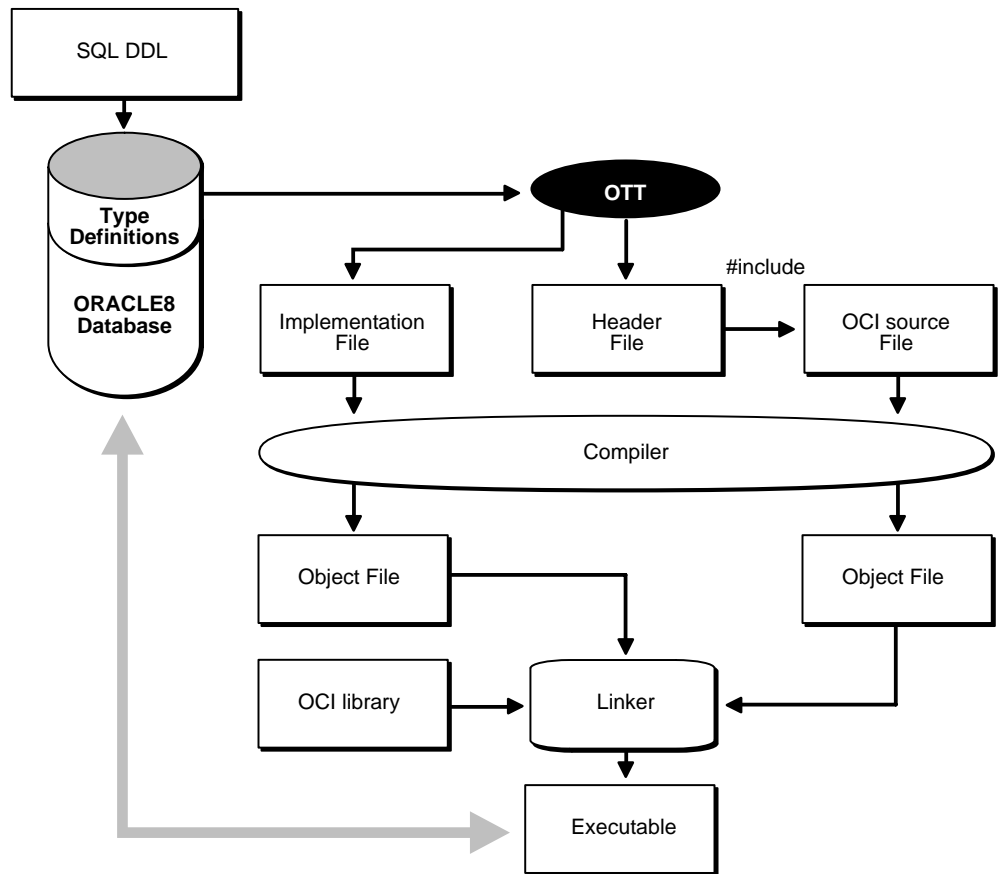 SQL DDL
Type
Definitions
ORACLE8
Database
OTT
#include
Implementation
File
Header
File
OCI source
File
Compiler
Object File
Object File
OCI library
Linker
Executable